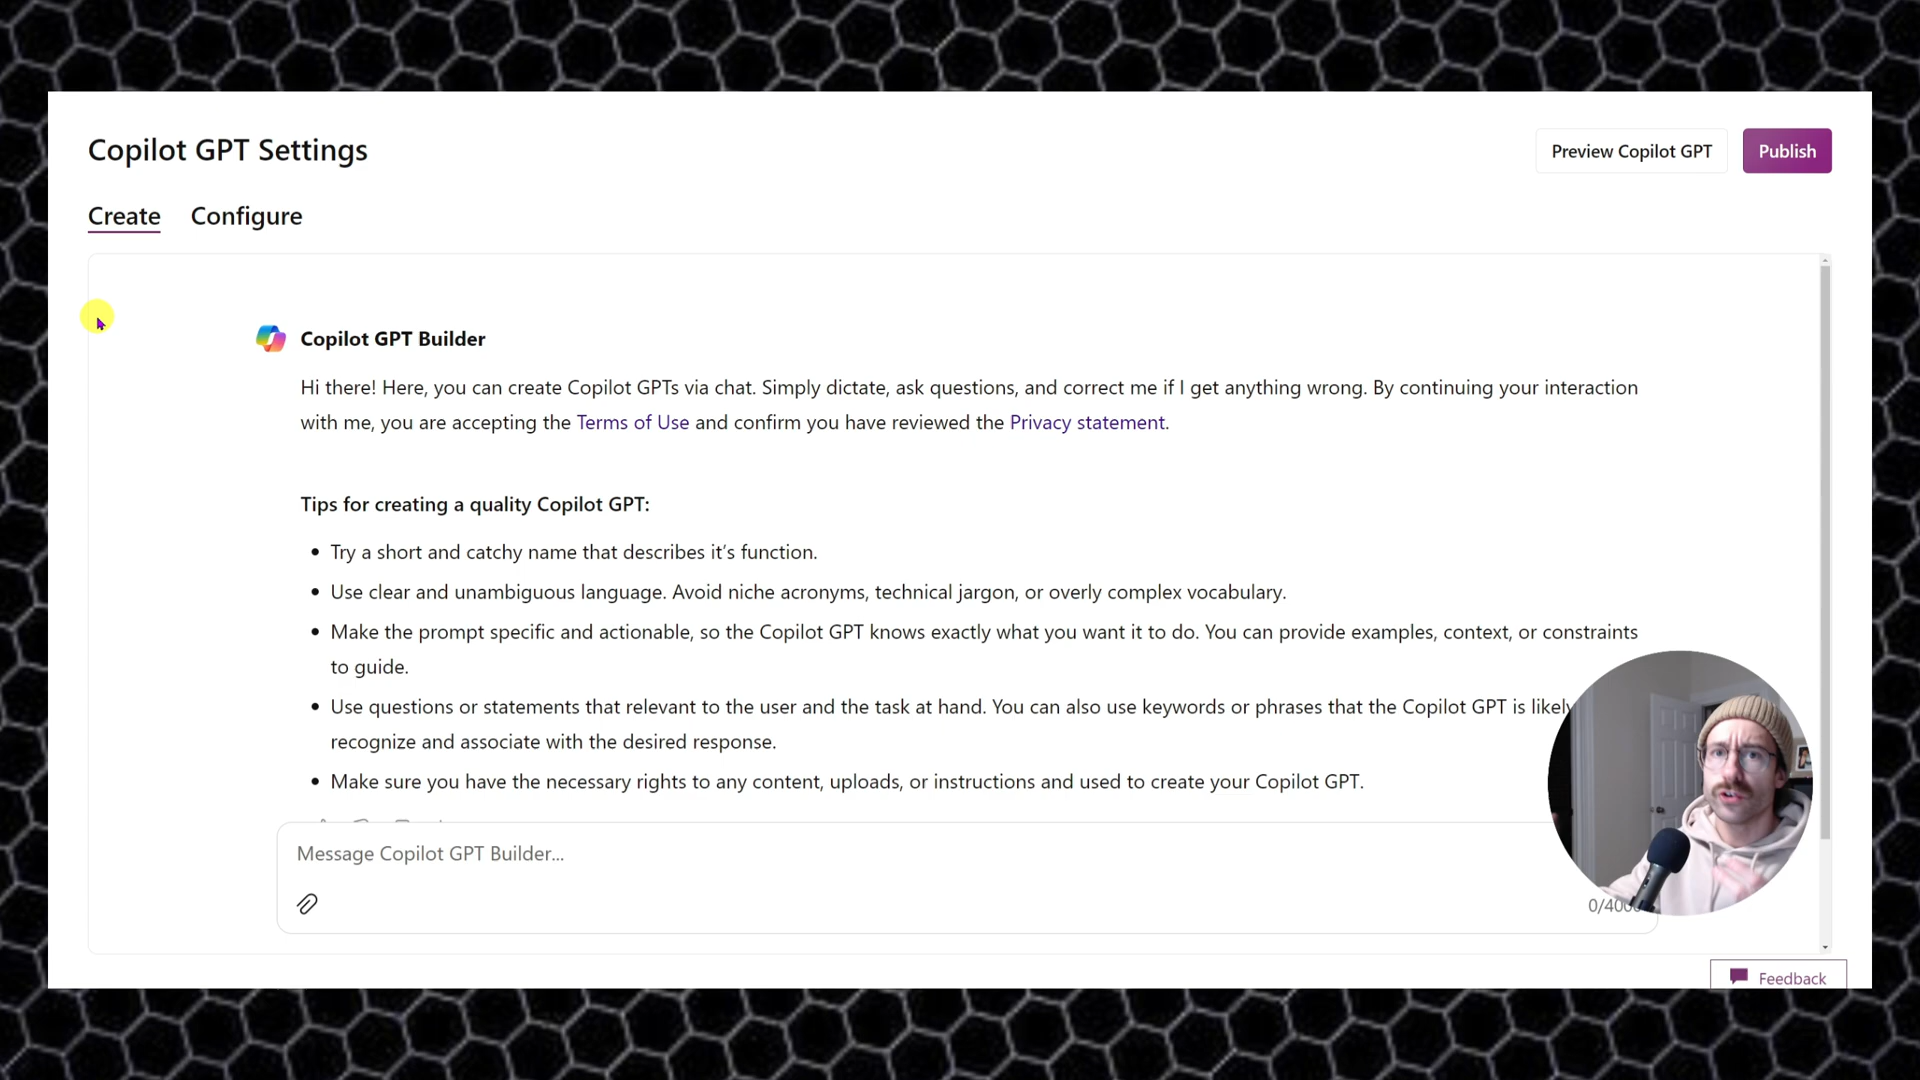 Copilot GPT Settings
Preview Copilot GPT
Publish
Create
Configure
Copilot GPT Builder
Hi there! Here, you can create Copilot GPTs via chat. Simply dictate, ask questions, and correct me if I get anything wrong. By continuing your interaction
with me, you are accepting the Terms of Use and confirm you have reviewed the Privacy statement.
Tips for creating a quality Copilot GPT:
• Try a short and catchy name that describes it's function.
• Use clear and unambiguous language. Avoid niche acronyms, technical jargon, or overly complex vocabulary.
• Make the prompt specific and actionable, so the Copilot GPT knows exactly what you want it to do. You can provide examples, context, or constraints
to guide.
• Use questions or statements that relevant to the user and the task at hand. You can also use keywords or phrases that the Copilot GPT is likely
recognize and associate with the desired response.
• Make sure you have the necessary rights to any content, uploads, or instructions and used to create your Copilot GPT.
Message Copilot GPT Builder...
Feedback